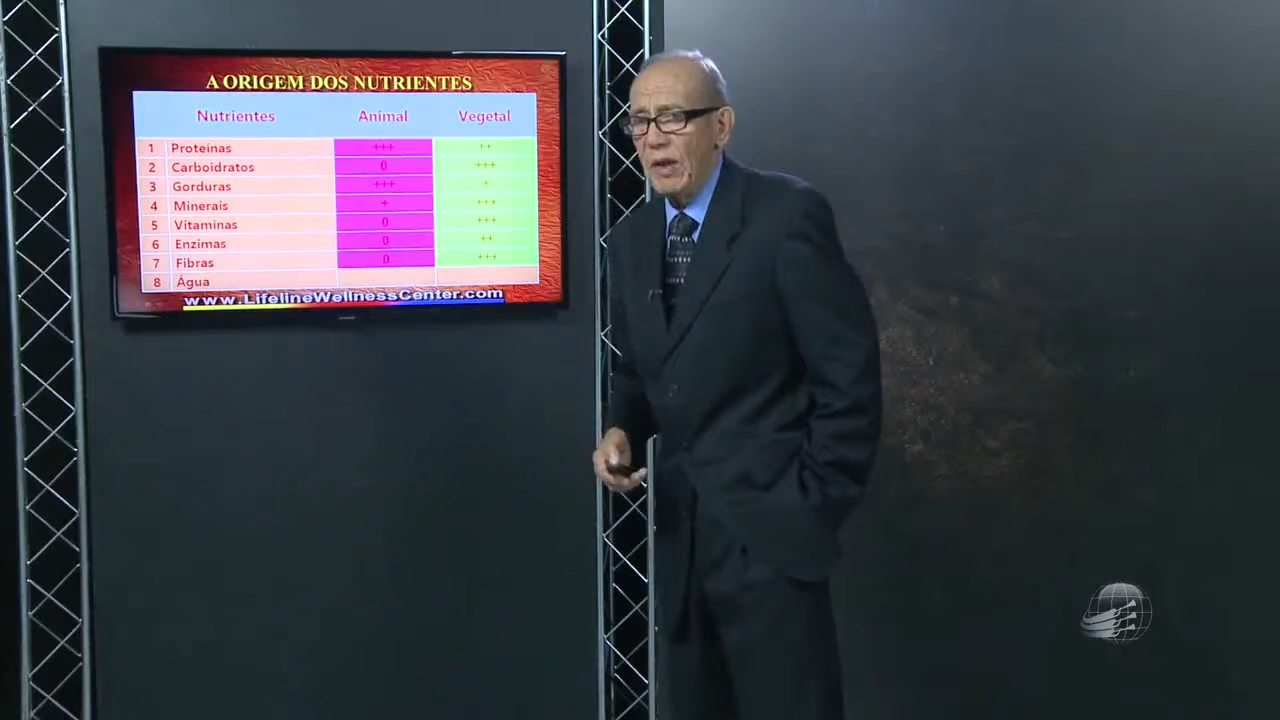 A ORIGEM DOS NUTRIENTES
Nutrientes Animal Vegetal
1 Proteínas +++ ++
2 Carboidratos 0 +++
3 Gorduras +++ +
4 Minerais + +++
5 Vitaminas 0 +++
6 Enzimas 0 ++
7 Fibras 0 +++
8 Água
www.LifelineWellnessCenter.com